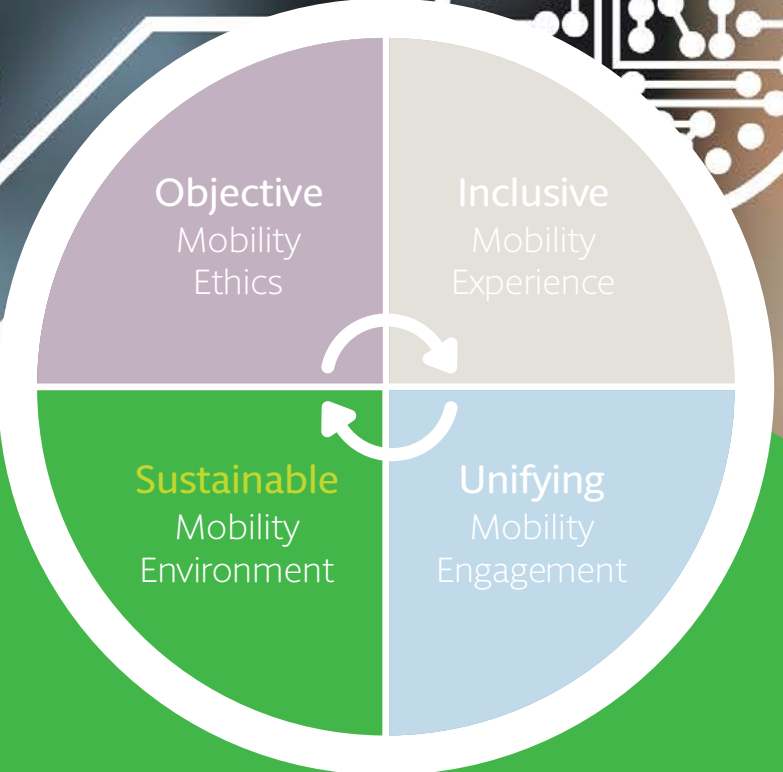 Objective
Mobility
Ethics
Inclusive
Mobility
Experience
Sustainable
Mobility
Environment
Unifying
Mobility
Engagement